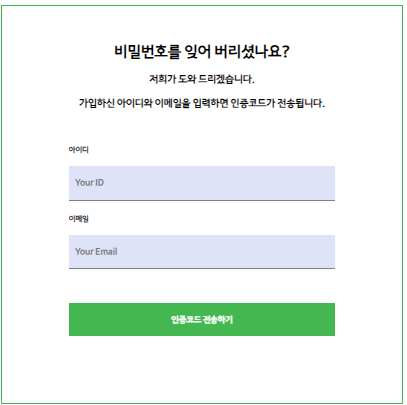 비밀번호를 잊어 버리셨나요?
저희가 도와 드리겠습니다.
가입하신 아이디와 이메일을 입력하면 인증코드가 전송됩니다.
아이디
Your ID
이메일
Your Email
인증코드 전송하기